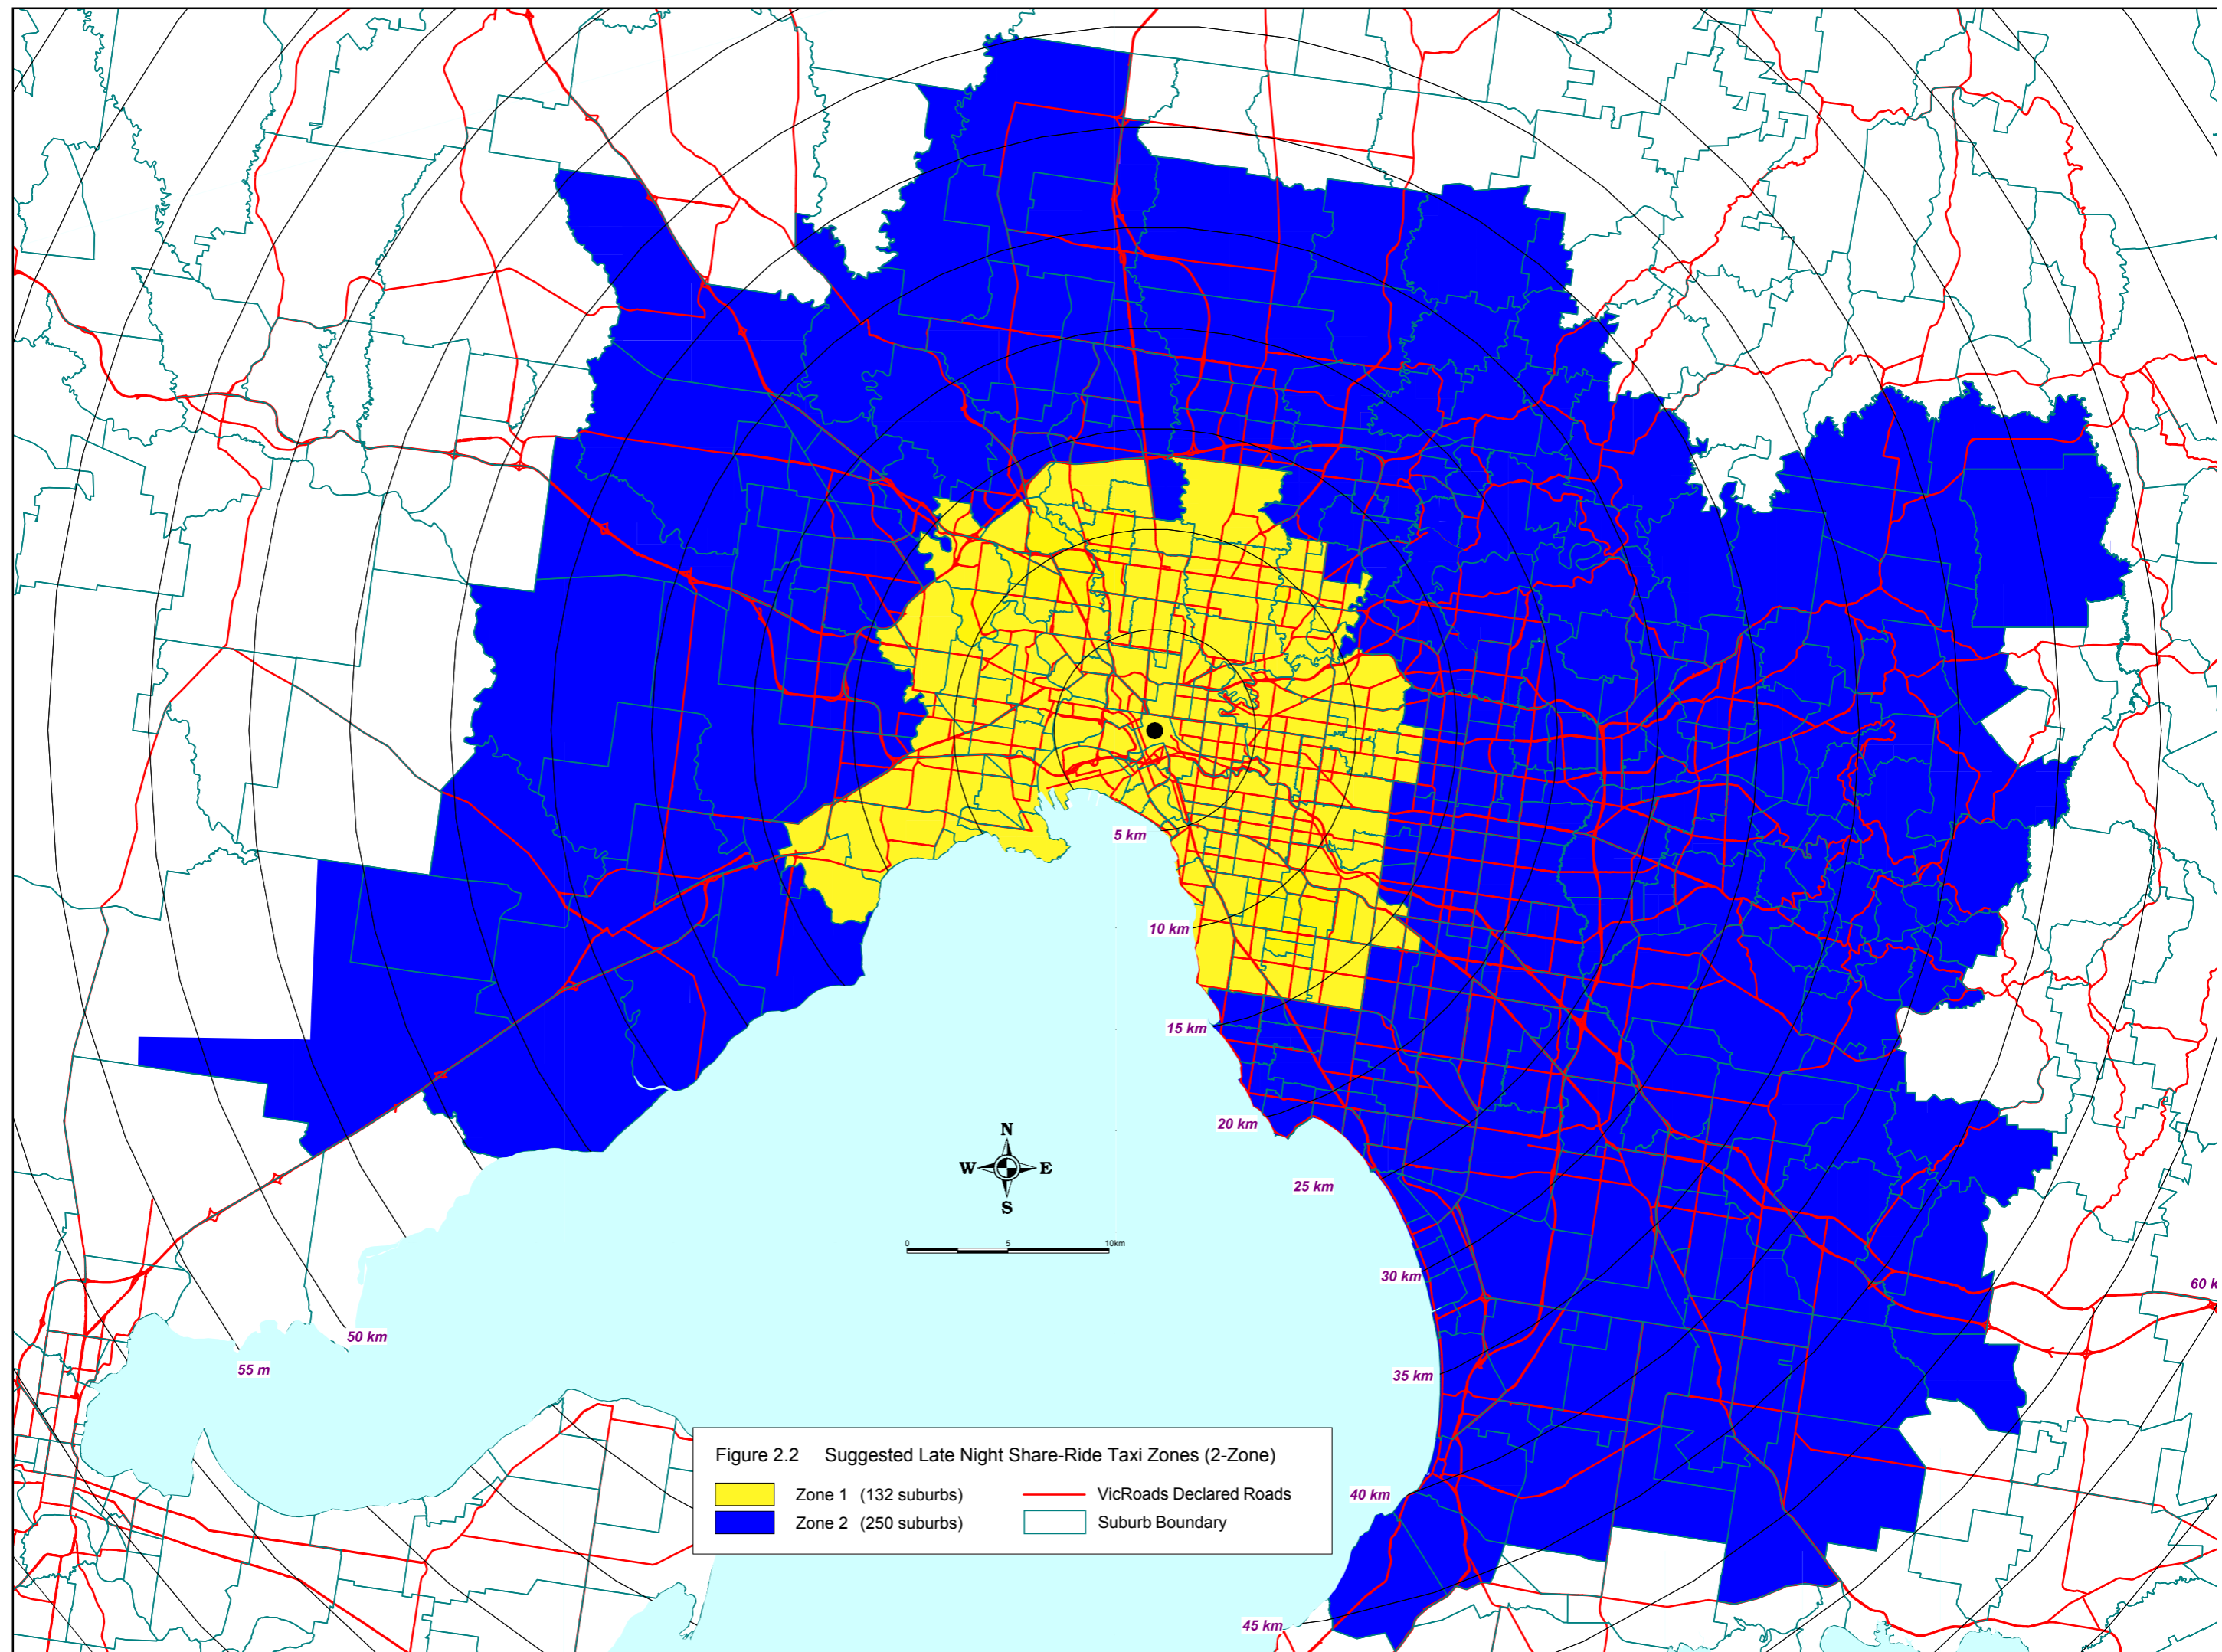 5 km
10 km
15 km
20 km
25 km
30 km
35 km
40 km
45 km
50 km
55 m
60 k
N
W E
S
0 5 10km
Figure 2.2 Suggested Late Night Share-Ride Taxi Zones (2-Zone)
Zone 1 (132 suburbs) VicRoads Declared Roads
Zone 2 (250 suburbs) Suburb Boundary